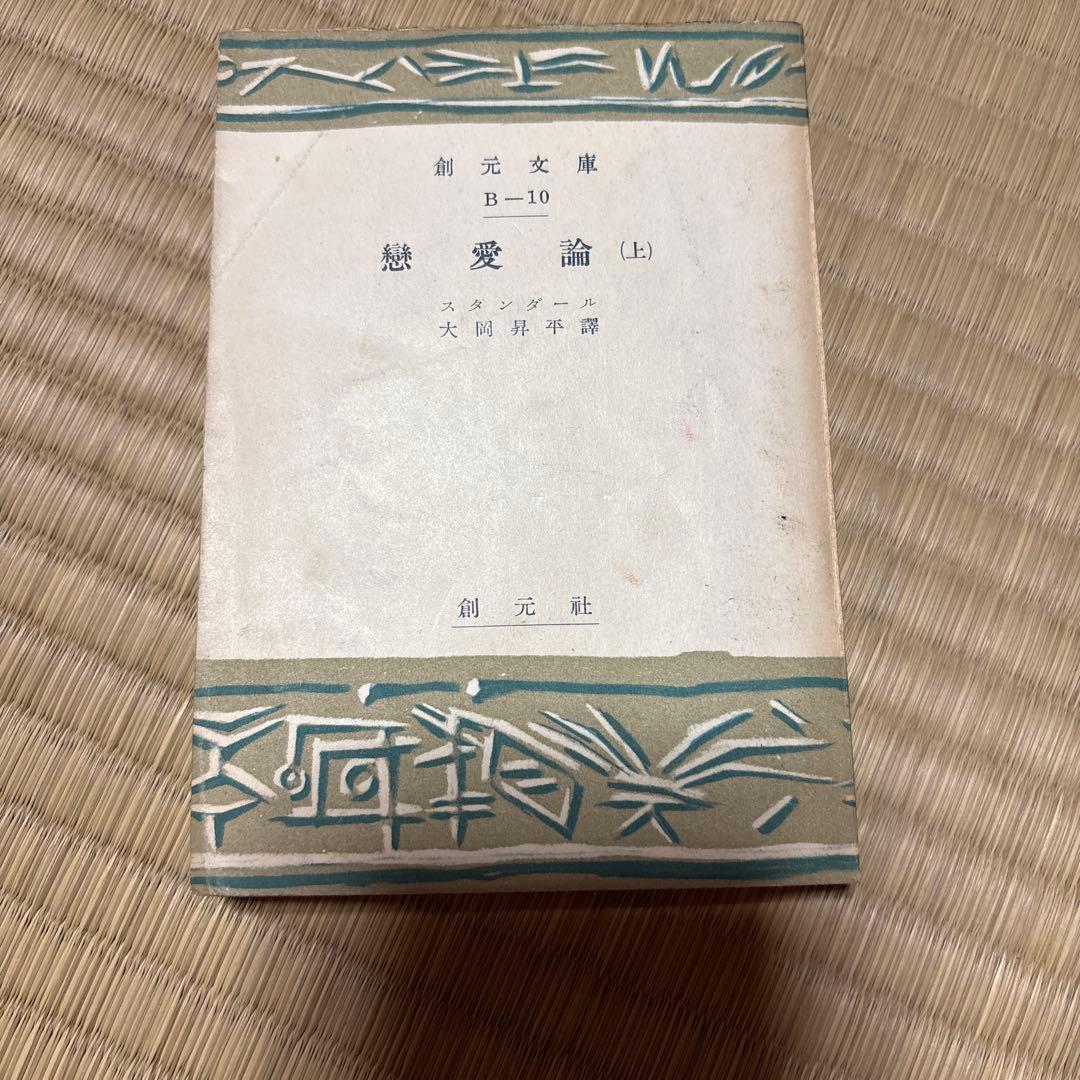 創元文庫
B—10
戀愛論(上)
スタンダール
大岡昇平譯
創元社